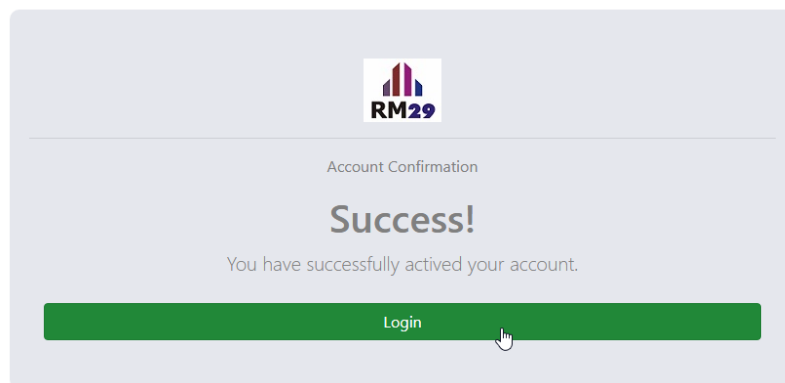 RM29
Account Confirmation
Success!
You have successfully actived your account.
Login